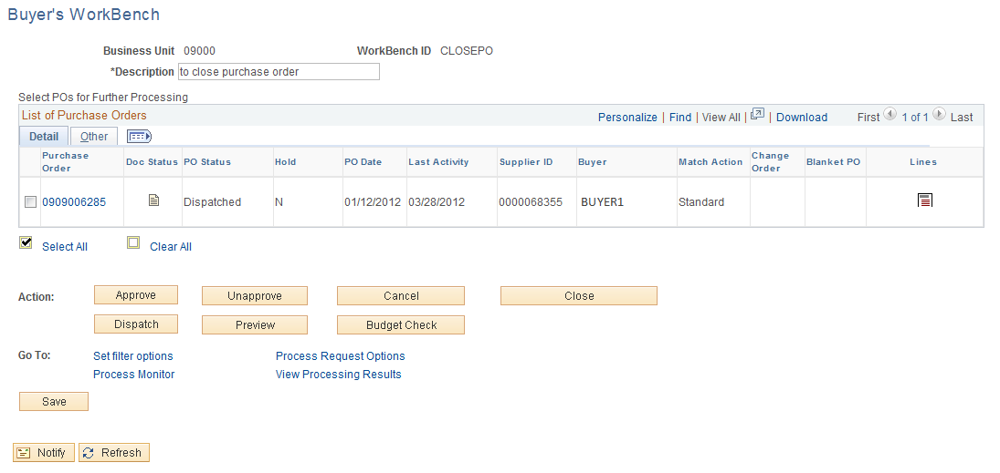 Buyer's WorkBench
Business Unit 09000 WorkBench ID CLOSEPO
*Description to close purchase order
Select POs for Further Processing
List of Purchase Orders Personalize | Find | View All | | Download First 1 of 1 Last
Detail Other
Purchase Order Doc Status PO Status Hold PO Date Last Activity Supplier ID Buyer Match Action Change Order Blanket PO Lines
0909006285 Dispatched N 01/12/2012 03/28/2012 0000068355 BUYER1 Standard
Select All Clear All
Action: Approve Unapprove Cancel Close
Dispatch Preview Budget Check
Go To: Set filter options Process Request Options
Process Monitor View Processing Results
Save
Notify Refresh